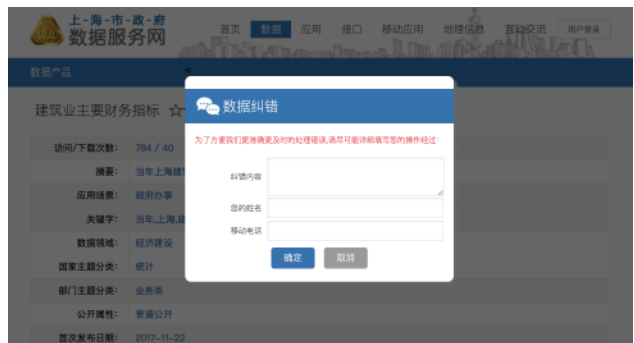 上-海-市-政-府
数据服务网
首页 数据 应用 接口 移动应用 地理信息 互动交流 用户登录
数据产品
建筑业主要财务指标 ☆
数据纠错
为了方便我们更准确更及时的处理错误,请尽可能详细填写您的操作经过:
纠错内容
您的姓名
移动电话
确定 取消
访问/下载次数: 784 / 40
摘要: 当年上海建
应用场景: 政府办事
关键字: 当年,上海,建
数据领域: 经济建设
国家主题分类: 统计
部门主题分类: 业务类
公开属性: 普遍公开
首次发布日期: 2017-11-22